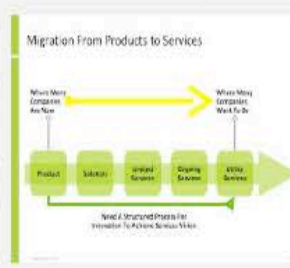 Migration From Products to Services
Where Many
Companies
Are Now
Where Many
Companies
Want To Be
Product
Solution
Ongoing
Services
Utility
Services
Need A Structured Process For
Innovation To Achieve Services Vision